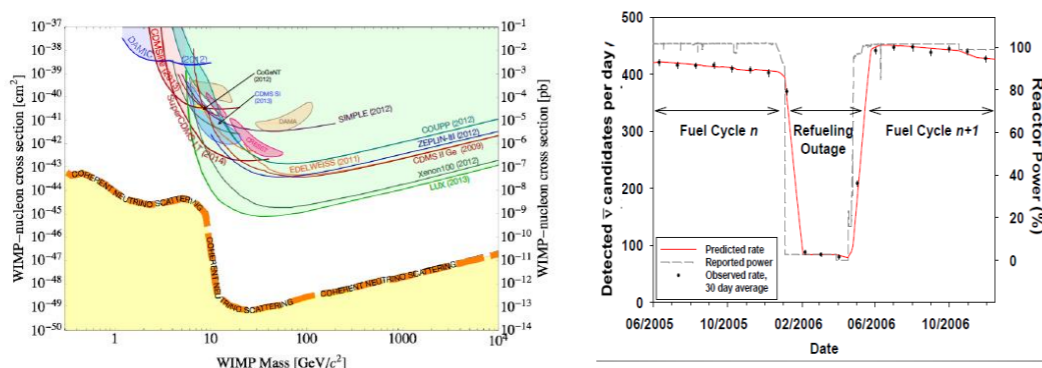 10⁻³⁷
10⁻³⁸
10⁻³⁹
10⁻⁴⁰
10⁻⁴¹
10⁻⁴²
10⁻⁴³
10⁻⁴⁴
10⁻⁴⁵
10⁻⁴⁶
10⁻⁴⁷
10⁻⁴⁸
10⁻⁴⁹
10⁻⁵⁰
WIMP–nucleon cross section [cm²]
(2012)
CoGeNT
(2012)
CDMS Si
(2013)
SIMPLE (2012)
DAMA
SuperCDMS
(2014)
COUPP (2012)
ZEPLIN-III (2012)
EDELWEISS (2011)
CDMS II Ge (2009)
Xenon100 (2012)
LUX (2013)
COHERENT NEUTRINO SCATTERING
COHERENT NEUTRINO SCATTERING
COHERENT NEUTRINO SCATTERING
1
10
100
1000
10⁴
WIMP Mass [GeV/c²]
10⁻¹
10⁻²
10⁻³
10⁻⁴
10⁻⁵
10⁻⁶
10⁻⁷
10⁻⁸
10⁻⁹
10⁻¹⁰
10⁻¹¹
10⁻¹²
10⁻¹³
10⁻¹⁴
WIMP–nucleon cross section [pb]
500
400
300
200
100
0
Detected ν̅ candidates per day /
Fuel Cycle n
Refueling
Outage
Fuel Cycle n+1
Predicted rate
Reported power
Observed rate,
30 day average
100
80
60
40
20
0
Reactor Power (%)
06/2005
10/2005
02/2006
06/2006
10/2006
Date